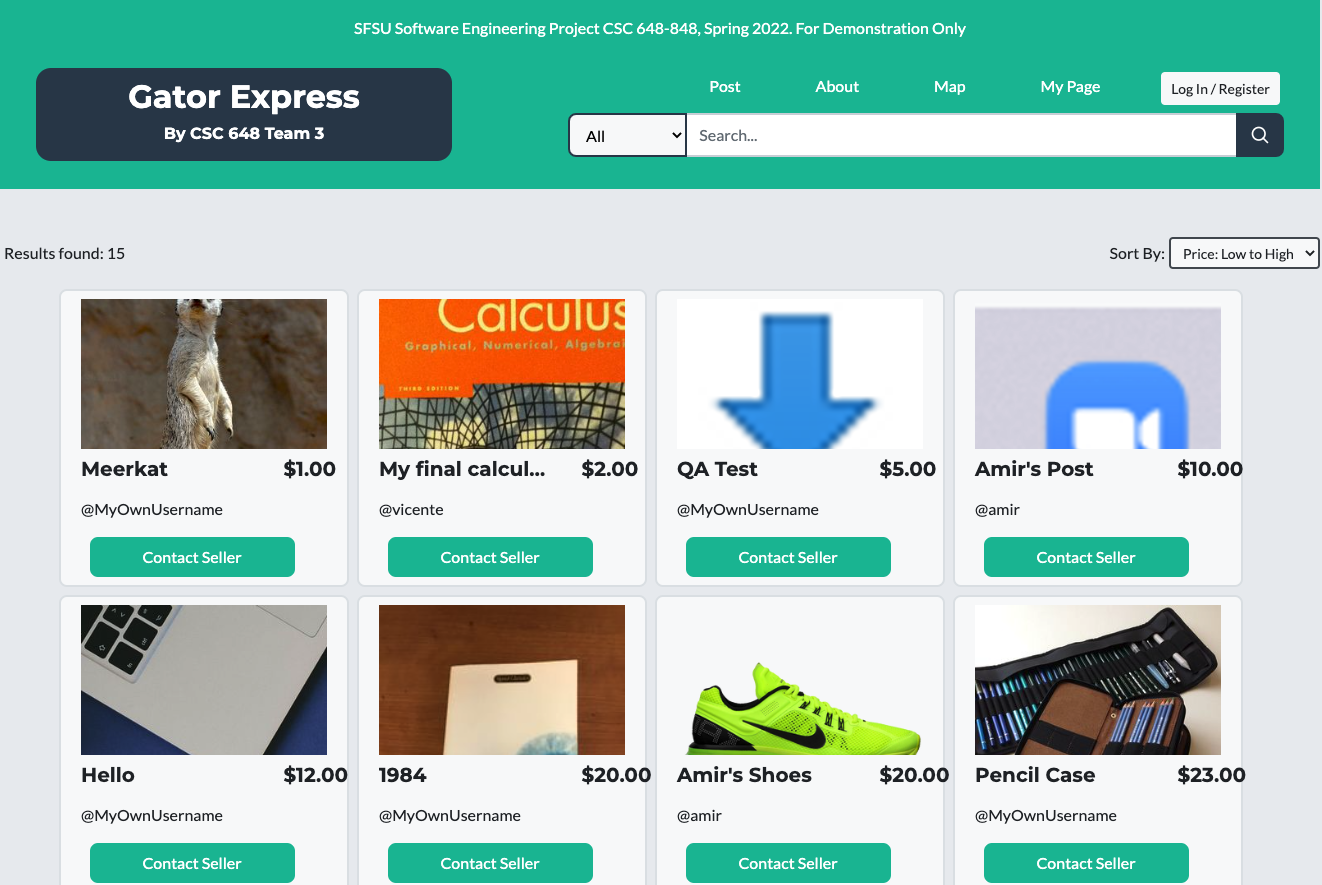 SFSU Software Engineering Project CSC 648-848, Spring 2022. For Demonstration Only
Gator Express
By CSC 648 Team 3
Post About Map My Page Log In / Register
All Search...
Results found: 15 Sort By: Price: Low to High
Calculus
Graphical, Numerical, Algebrai
THIRD EDITION
Meerkat $1.00 My final calcul... $2.00 QA Test $5.00 Amir's Post $10.00
@MyOwnUsername @vicente @MyOwnUsername @amir
Contact Seller Contact Seller Contact Seller Contact Seller
Hello $12.00 1984 $20.00 Amir's Shoes $20.00 Pencil Case $23.00
@MyOwnUsername @MyOwnUsername @amir @MyOwnUsername
Contact Seller Contact Seller Contact Seller Contact Seller